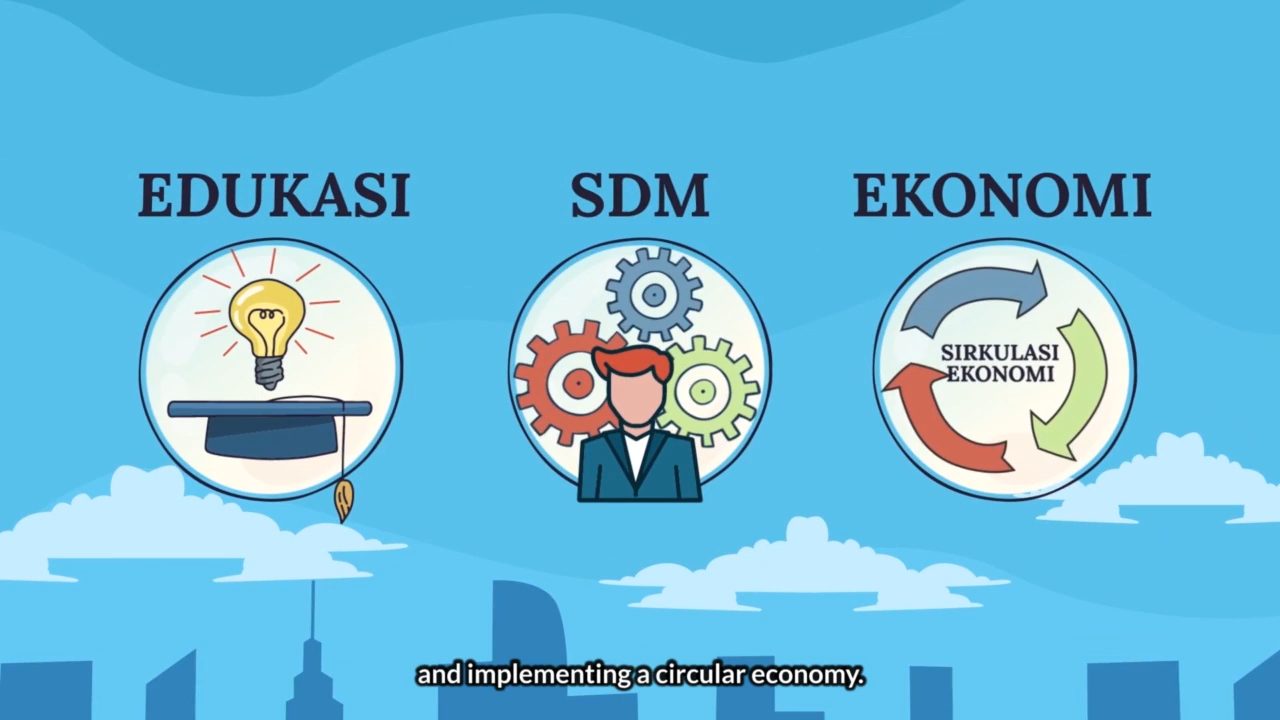 EDUKASI
SDM
EKONOMI
SIRKULASI
EKONOMI
and implementing a circular economy.